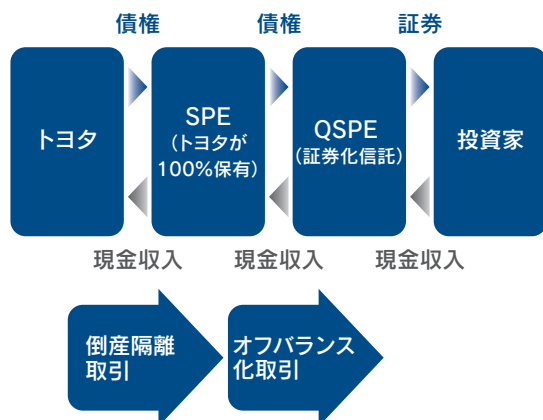 債権 債権 証券
トヨタ
SPE
(トヨタが
100%保有)
QSPE
(証券化信託)
投資家
現金収入 現金収入 現金収入
倒産隔離
取引
オフバランス
化取引